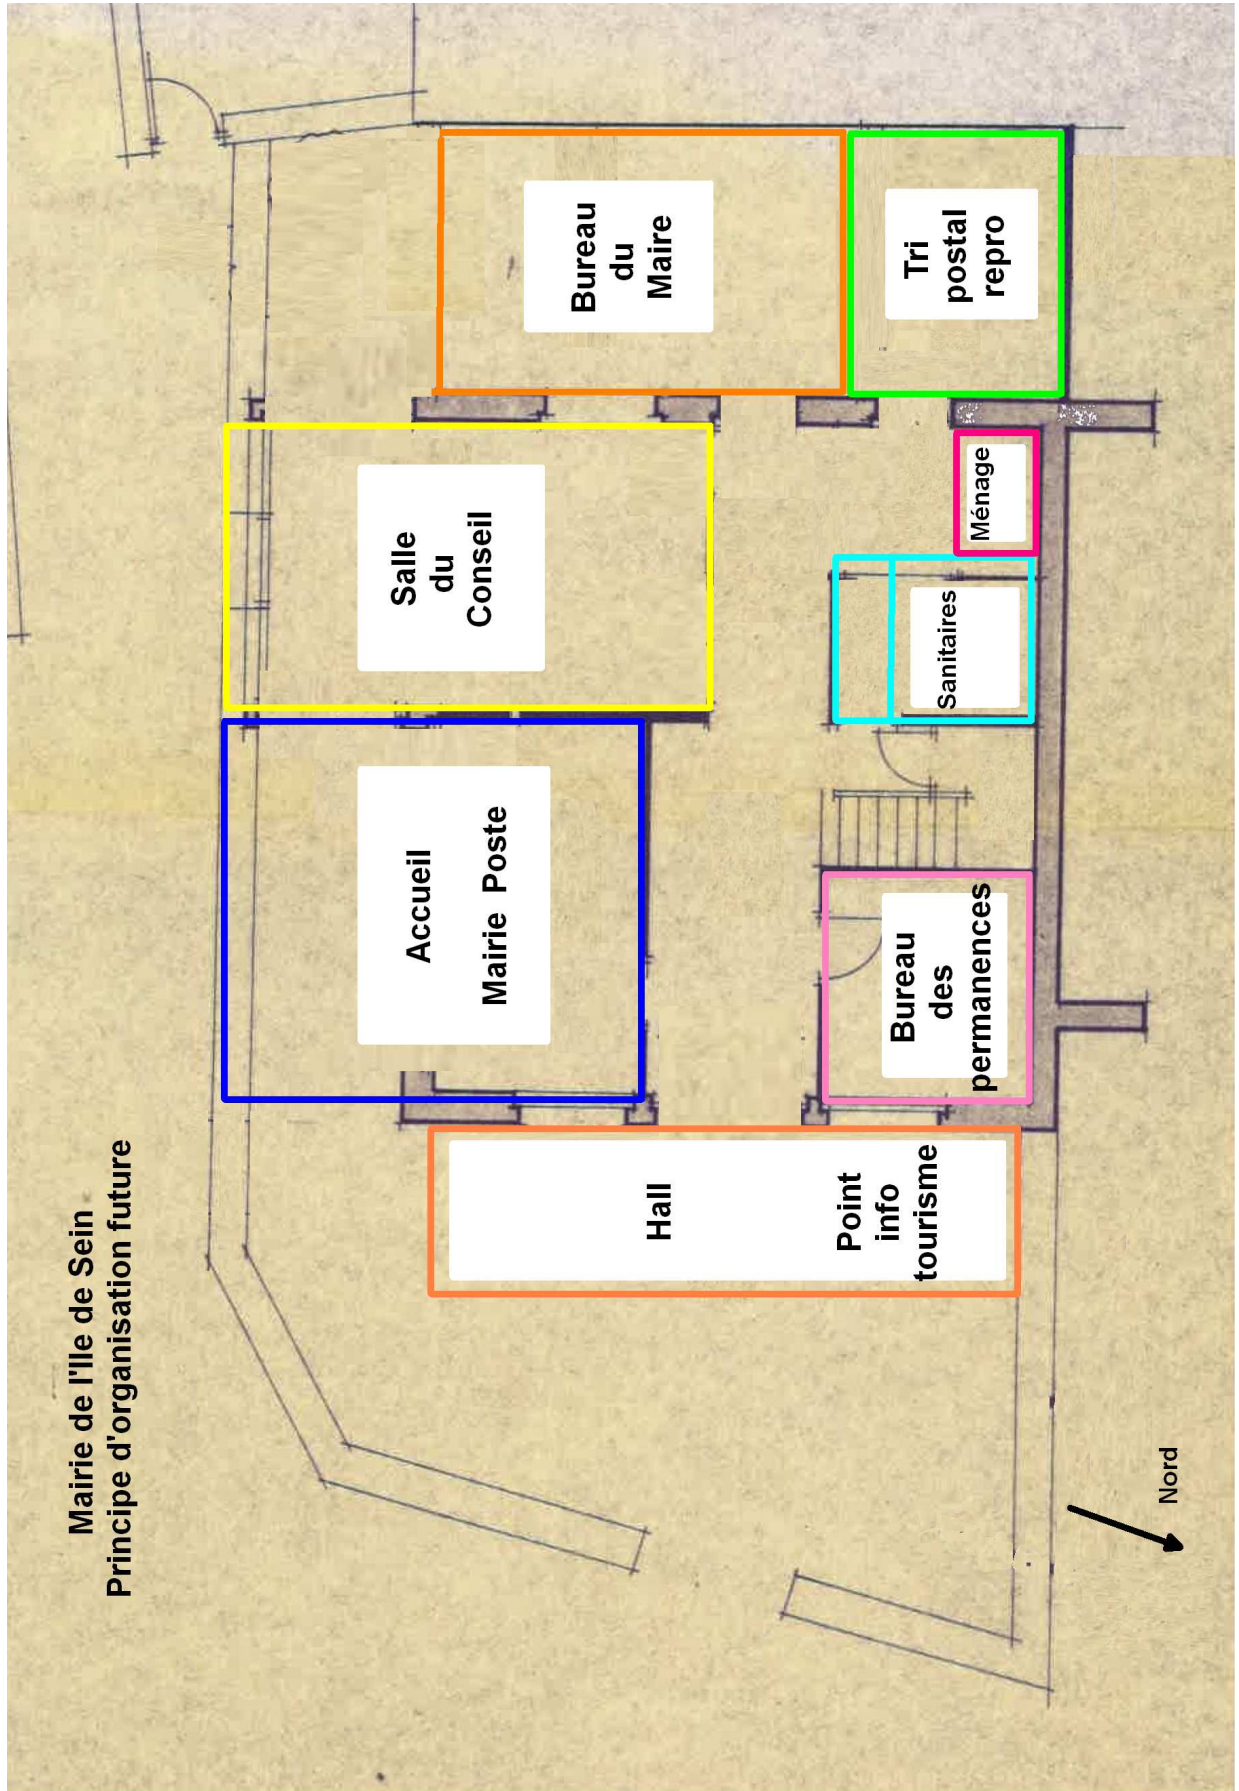 Mairie de l'Ile de Sein
Principe d'organisation future
Accueil
Mairie Poste
Salle
du
Conseil
Bureau
du
Maire
Hall
Point
info
tourisme
Bureau
des
permanences
Sanitaires
Ménage
Tri
postal
repro
Nord